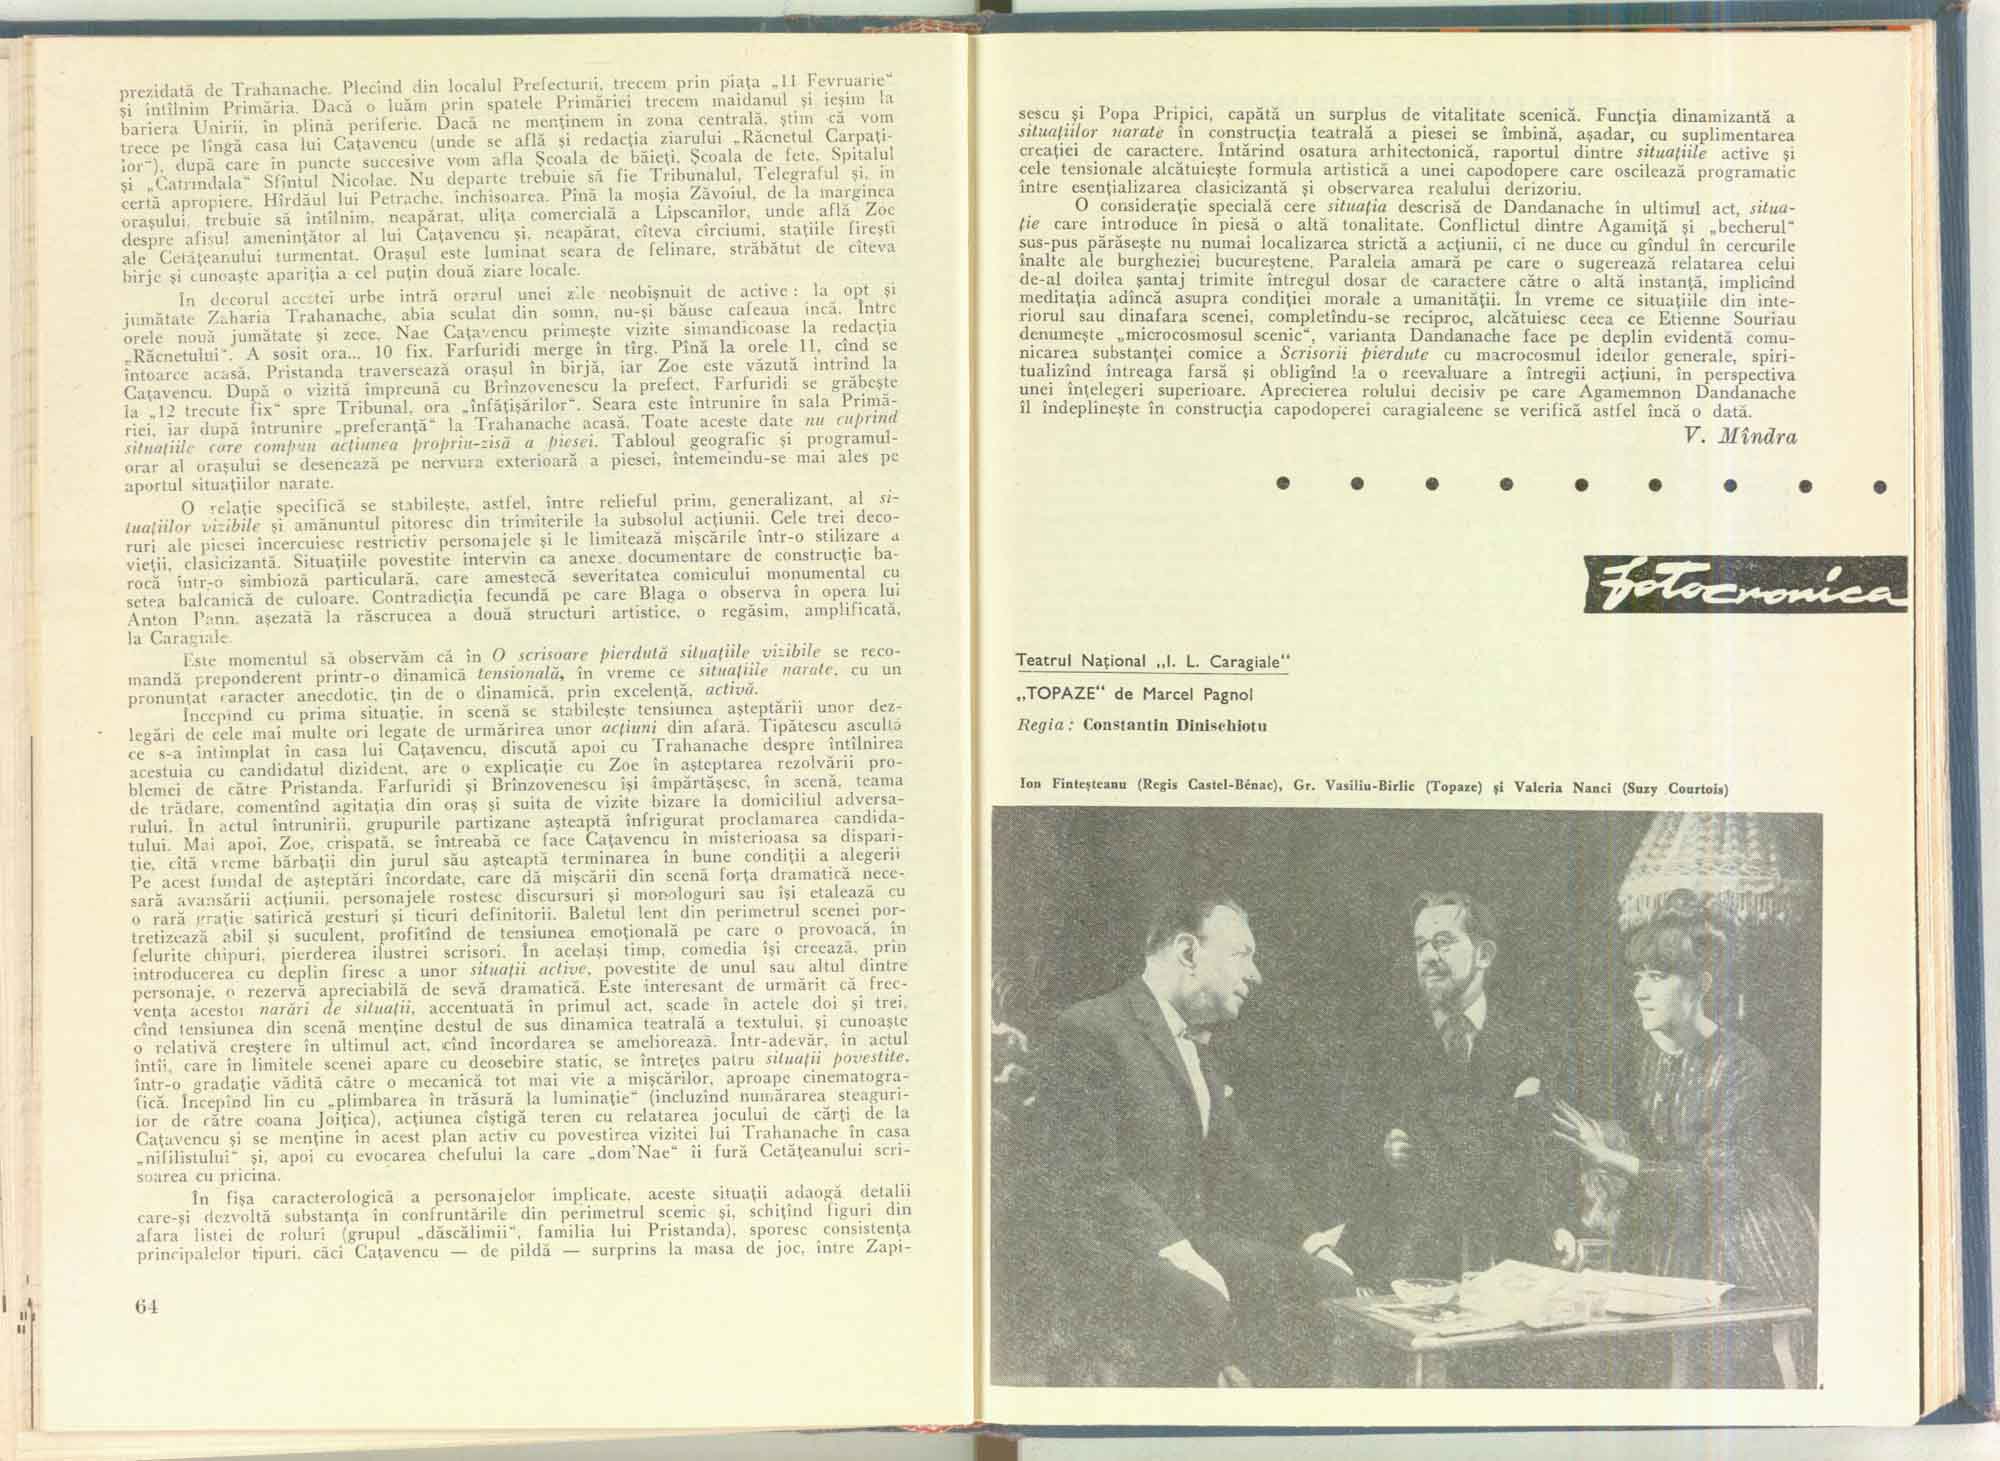 prezidată de Trahanache. Plecînd din localul Prefecturii, trecem prin piața „11 Fevruarie“
și întîlnim Primăria. Dacă o luăm prin spatele Primăriei trecem maidanul și ieșim la
bariera Unirii, în plină periferie. Dacă ne menținem în zona centrală, știm că vom
trece pe lîngă casa lui Cațavencu (unde se află și redacția ziarului „Răcnetul Carpați-
lor“), după care în puncte succesive vom afla Școala de băieți, Școala de fete, Spitalul
și „Catrindala“ Sfîntul Nicolae. Nu departe trebuie să fie Tribunalul, Telegraful și, în
certă apropiere, Hîrdăul lui Petrache, închisoarea. Pînă la moșia Zăvoiul, de la marginea
orașului, trebuie să întîlnim, neapărat, ulița comercială a Lipscanilor, unde află Zoe
despre afișul amenințător al lui Cațavencu și, neapărat, cîteva cîrciumi, stațiile firești
ale Cetățeanului turmentat. Orașul este luminat seara de felinare, străbătut de cîteva
birje și cunoaște apariția a cel puțin două ziare locale.
În decorul acestei urbe intră orarul unei zile neobișnuit de active : la opt și
jumătate Zaharia Trahanache, abia sculat din somn, nu-și băuse cafeaua încă. Între
orele nouă jumătate și zece, Nae Cațavencu primește vizite simandicoase la redacția
„Răcnetului“. A sosit ora... 10 fix. Farfuridi merge în tîrg. Pînă la orele 11, cînd se
întoarce acasă, Pristanda traversează orașul în birjă, iar Zoe este văzută intrînd la
Cațavencu. După o vizită împreună cu Brînzovenescu la prefect, Farfuridi se grăbește
la „12 trecute fix“ spre Tribunal, ora „înfățișărilor“. Seara este întrunire în sala Primă-
riei, iar după întrunire „preferanță“ la Trahanache acasă. Toate aceste date nu cuprind
situațiile care compun acțiunea propriu-zisă a piesei. Tabloul geografic și programul-
orar al orașului se desenează pe nervura exterioară a piesei, întemeindu-se mai ales pe
aportul situațiilor narate.
O relație specifică se stabilește, astfel, între relieful prim, generalizant, al si-
tuațiilor vizibile și amănuntul pitoresc din trimiterile la subsolul acțiunii. Cele trei deco-
ruri ale piesei încercuiesc restrictiv personajele și le limitează mișcările într-o stilizare a
vieții, clasicizantă. Situațiile povestite intervin ca anexe documentare de construcție ba-
rocă într-o simbioză particulară, care amestecă severitatea comicului monumental cu
setea balcanică de culoare. Contradicția fecundă pe care Blaga o observa în opera lui
Anton Pann, așezată la răscrucea a două structuri artistice, o regăsim, amplificată,
la Caragiale.
Este momentul să observăm că în O scrisoare pierdută situațiile vizibile se reco-
mandă preponderent printr-o dinamică tensională, în vreme ce situațiile narate, cu un
pronunțat caracter anecdotic, țin de o dinamică, prin excelență, activă.
Începînd cu prima situație, în scenă se stabilește tensiunea așteptării unor dez-
legări de cele mai multe ori legate de urmărirea unor acțiuni din afară. Tipătescu ascultă
ce s-a întîmplat în casa lui Cațavencu, discută apoi cu Trahanache despre întîlnirea
acestuia cu candidatul dizident, are o explicație cu Zoe în așteptarea rezolvării pro-
blemei de către Pristanda. Farfuridi și Brînzovenescu își împărtășesc, în scenă, teama
de trădare, comentînd agitația din oraș și suita de vizite bizare la domiciliul adversa-
rului. În actul întrunirii, grupurile partizane așteaptă înfrigurat proclamarea candida-
tului. Mai apoi, Zoe, crispată, se întreabă ce face Cațavencu în misterioasa sa dispari-
ție, cîtă vreme bărbații din jurul său așteaptă terminarea în bune condiții a alegerii
Pe acest fundal de așteptări încordate, care dă mișcării din scenă forța dramatică nece-
sară avansării acțiunii, personajele rostesc discursuri și monologuri sau își etalează cu
o rară grație satirică gesturi și ticuri definitorii. Baletul lent din perimetrul scenei por-
tretizează abil și suculent, profitînd de tensiunea emoțională pe care o provoacă, în
felurite chipuri, pierderea ilustrei scrisori. În același timp, comedia își creează, prin
introducerea cu deplin firesc a unor situații active, povestite de unul sau altul dintre
personaje, o rezervă apreciabilă de sevă dramatică. Este interesant de urmărit că frec-
vența acestor narări de situații, accentuată în primul act, scade în actele doi și trei,
cînd tensiunea din scenă menține destul de sus dinamica teatrală a textului, și cunoaște
o relativă creștere în ultimul act, cînd încordarea se ameliorează. Într-adevăr, în actul
întîi, care în limitele scenei apare cu deosebire static, se întrețes patru situații povestite,
într-o gradație vădită către o mecanică tot mai vie a mișcărilor, aproape cinematogra-
fică. Începînd lin cu „plimbarea în trăsură la luminație“ (incluzînd numărarea steaguri-
lor de către coana Joițica), acțiunea cîștigă teren cu relatarea jocului de cărți de la
Cațavencu și se menține în acest plan activ cu povestirea vizitei lui Trahanache în casa
„nifilistului“ și, apoi cu evocarea chefului la care „dom'Nae“ îi fură Cetățeanului scri-
soarea cu pricina.
În fișa caracterologică a personajelor implicate, aceste situații adaogă detalii
care-și dezvoltă substanța în confruntările din perimetrul scenic și, schițînd figuri din
afara listei de roluri (grupul „dăscălimii“, familia lui Pristanda), sporesc consistența
principalelor tipuri, căci Cațavencu — de pildă — surprins la masa de joc, între Zapi-
64
sescu și Popa Pripici, capătă un surplus de vitalitate scenică. Funcția dinamizantă a
situațiilor narate în construcția teatrală a piesei se îmbină, așadar, cu suplimentarea
creației de caractere. Întărind osatura arhitectonică, raportul dintre situațiile active și
cele tensionale alcătuiește formula artistică a unei capodopere care oscilează programatic
între esențializarea clasicizantă și observarea realului derizoriu.
O considerație specială cere situația descrisă de Dandanache în ultimul act, situa-
ție care introduce în piesă o altă tonalitate. Conflictul dintre Agamiță și „becherul“
sus-pus părăsește nu numai localizarea strictă a acțiunii, ci ne duce cu gîndul în cercurile
înalte ale burgheziei bucureștene. Paralela amară pe care o sugerează relatarea celui
de-al doilea șantaj trimite întregul dosar de caractere către o altă instanță, implicînd
meditația adîncă asupra condiției morale a umanității. În vreme ce situațiile din inte-
riorul sau dinafara scenei, completîndu-se reciproc, alcătuiesc ceea ce Etienne Souriau
denumește „microcosmosul scenic“, varianta Dandanache face pe deplin evidentă comu-
nicarea substanței comice a Scrisorii pierdute cu macrocosmul ideilor generale, spiri-
tualizînd întreaga farsă și obligînd la o reevaluare a întregii acțiuni, în perspectiva
unei înțelegeri superioare. Aprecierea rolului decisiv pe care Agamemnon Dandanache
îl îndeplinește în construcția capodoperei caragialeene se verifică astfel încă o dată.
V. Mîndra
fotocronica
Teatrul Național „I. L. Caragiale“
„TOPAZE“ de Marcel Pagnol
Regia : Constantin Dinischiotu
Ion Finteșteanu (Regis Castel-Bénac), Gr. Vasiliu-Birlic (Topaze) și Valeria Nanci (Suzy Courtois)